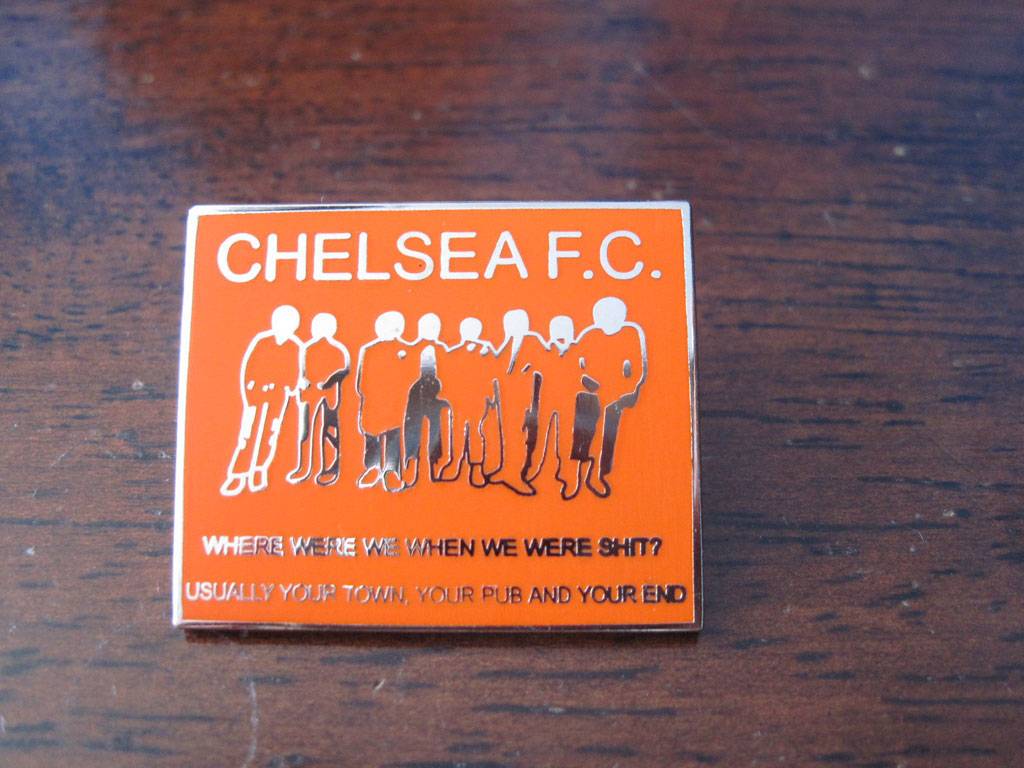 CHELSEA F.C.
WHERE WERE WE WHEN WE WERE SHIT?
USUALLY YOUR TOWN, YOUR PUB AND YOUR END